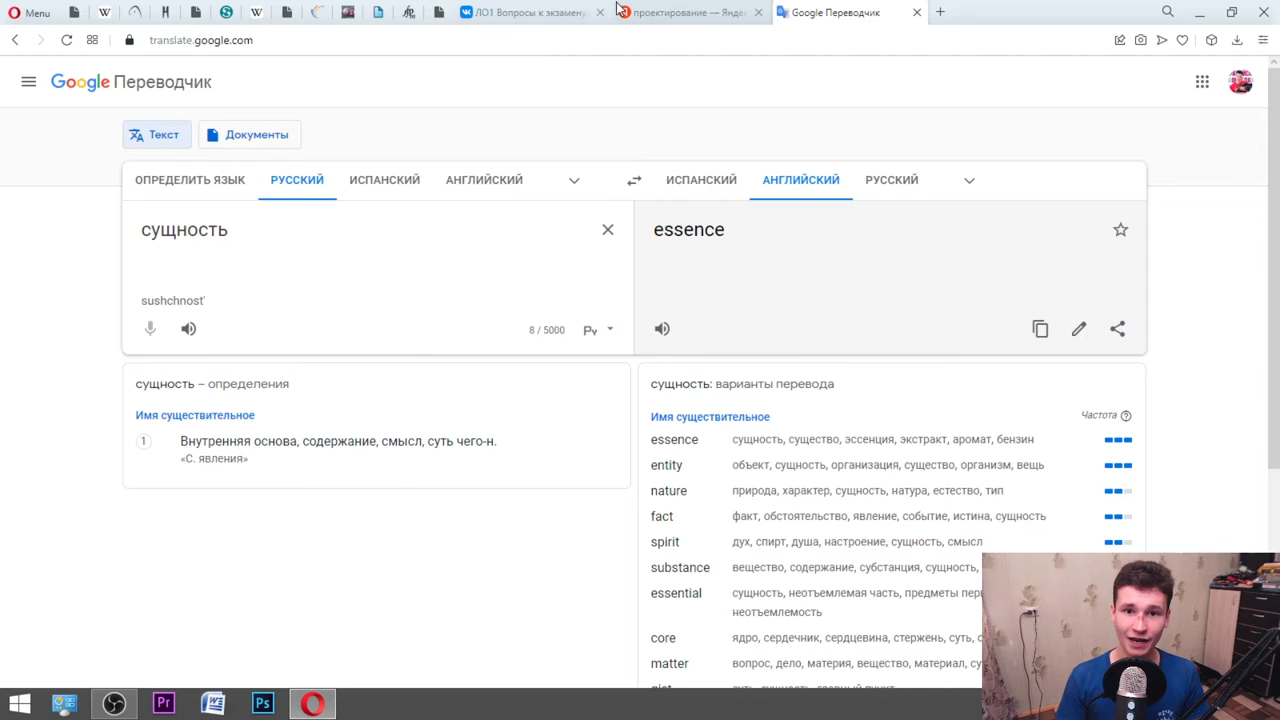 Menu
ЛО1 Вопросы к экзамену
проектирование — Яндекс
Google Переводчик
translate.google.com
Google Переводчик
Текст
Документы
ОПРЕДЕЛИТЬ ЯЗЫК
РУССКИЙ
ИСПАНСКИЙ
АНГЛИЙСКИЙ
ИСПАНСКИЙ
АНГЛИЙСКИЙ
РУССКИЙ
сущность
essence
sushchnost'
8 / 5000
сущность – определения
Имя существительное
1
Внутренняя основа, содержание, смысл, суть чего-н.
«С. явления»
сущность: варианты перевода
Имя существительное
Частота
essence сущность, существо, эссенция, экстракт, аромат, бензин
entity объект, сущность, организация, существо, организм, вещь
nature природа, характер, сущность, натура, естество, тип
fact факт, обстоятельство, явление, событие, истина, сущность
spirit дух, спирт, душа, настроение, сущность, смысл
substance вещество, содержание, субстанция, сущность,
essential сущность, неотъемлемая часть, предметы
неотъемлемость
core ядро, сердечник, сердцевина, стержень, суть,
matter вопрос, дело, материя, вещество, материал,
Pr
Ps